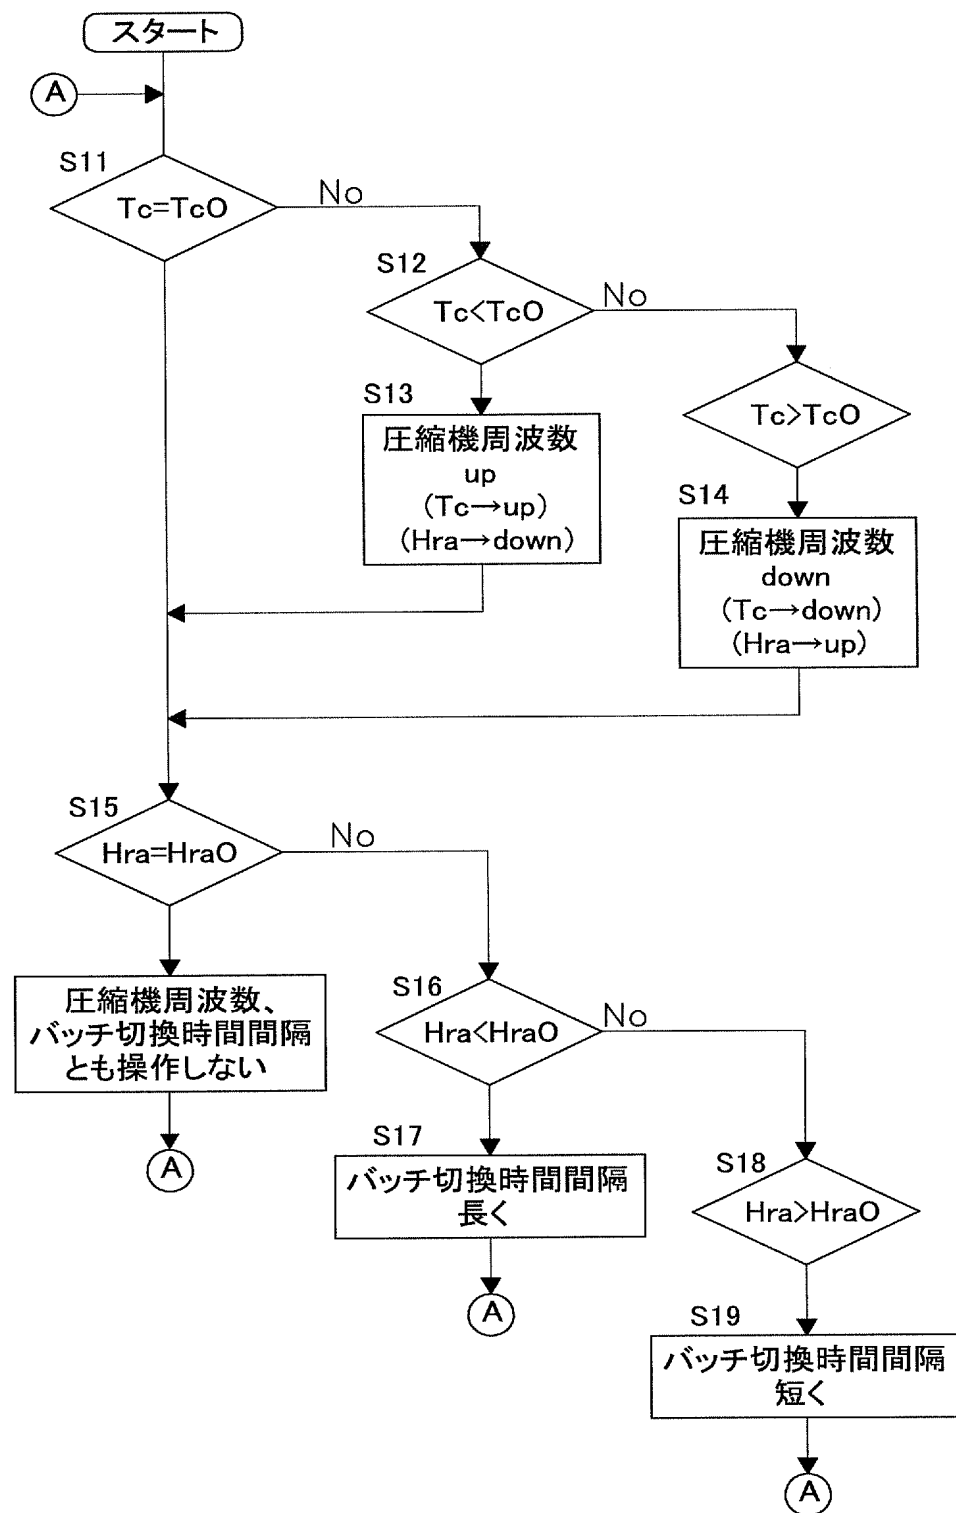 スタート
A
S11
Tc=TcO
No
S12
Tc<TcO
No
S13
圧縮機周波数
up
(Tc→up)
(Hra→down)
Tc>TcO
S14
圧縮機周波数
down
(Tc→down)
(Hra→up)
S15
Hra=HraO
No
圧縮機周波数、
バッチ切換時間間隔
とも操作しない
A
S16
Hra<HraO
No
S17
バッチ切換時間間隔
長く
A
S18
Hra>HraO
S19
バッチ切換時間間隔
短く
A